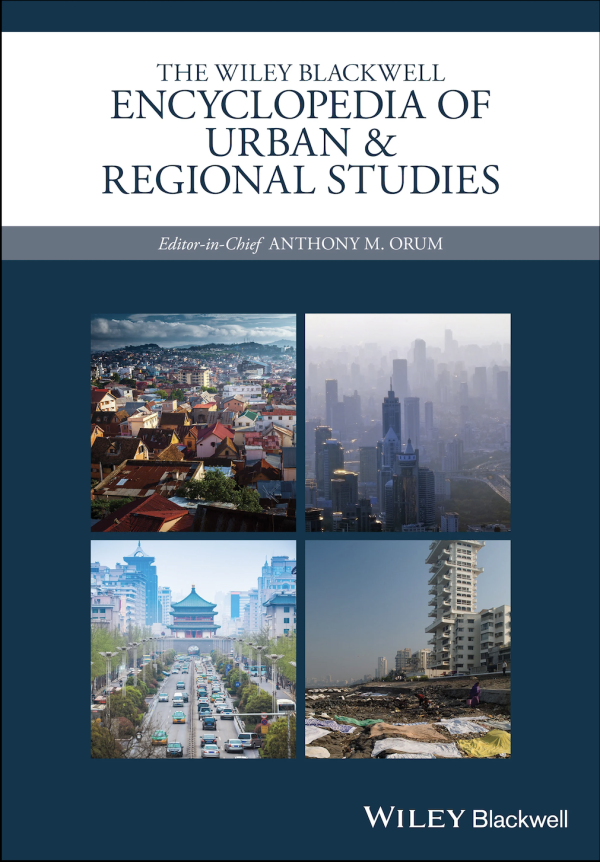 THE WILEY BLACKWELL
ENCYCLOPEDIA OF
URBAN &
REGIONAL STUDIES
Editor-in-Chief ANTHONY M. ORUM
WILEY Blackwell